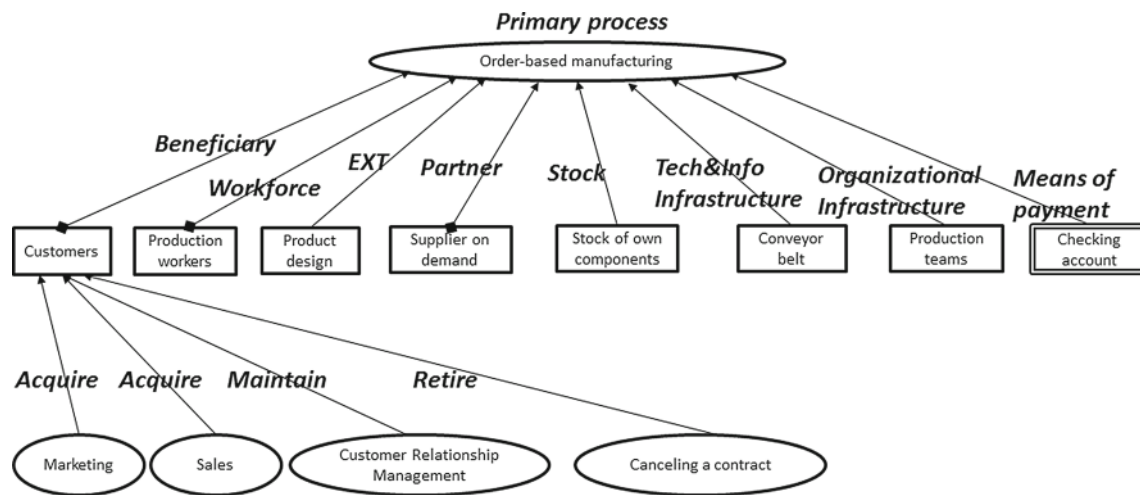 Primary process
Order-based manufacturing
Beneficiary
Workforce
EXT
Partner
Stock
Tech&Info
Infrastructure
Organizational
Infrastructure
Means of
payment
Customers
Production
workers
Product
design
Supplier on
demand
Stock of own
components
Conveyor
belt
Production
teams
Checking
account
Acquire
Acquire
Maintain
Retire
Marketing
Sales
Customer Relationship
Management
Canceling a contract